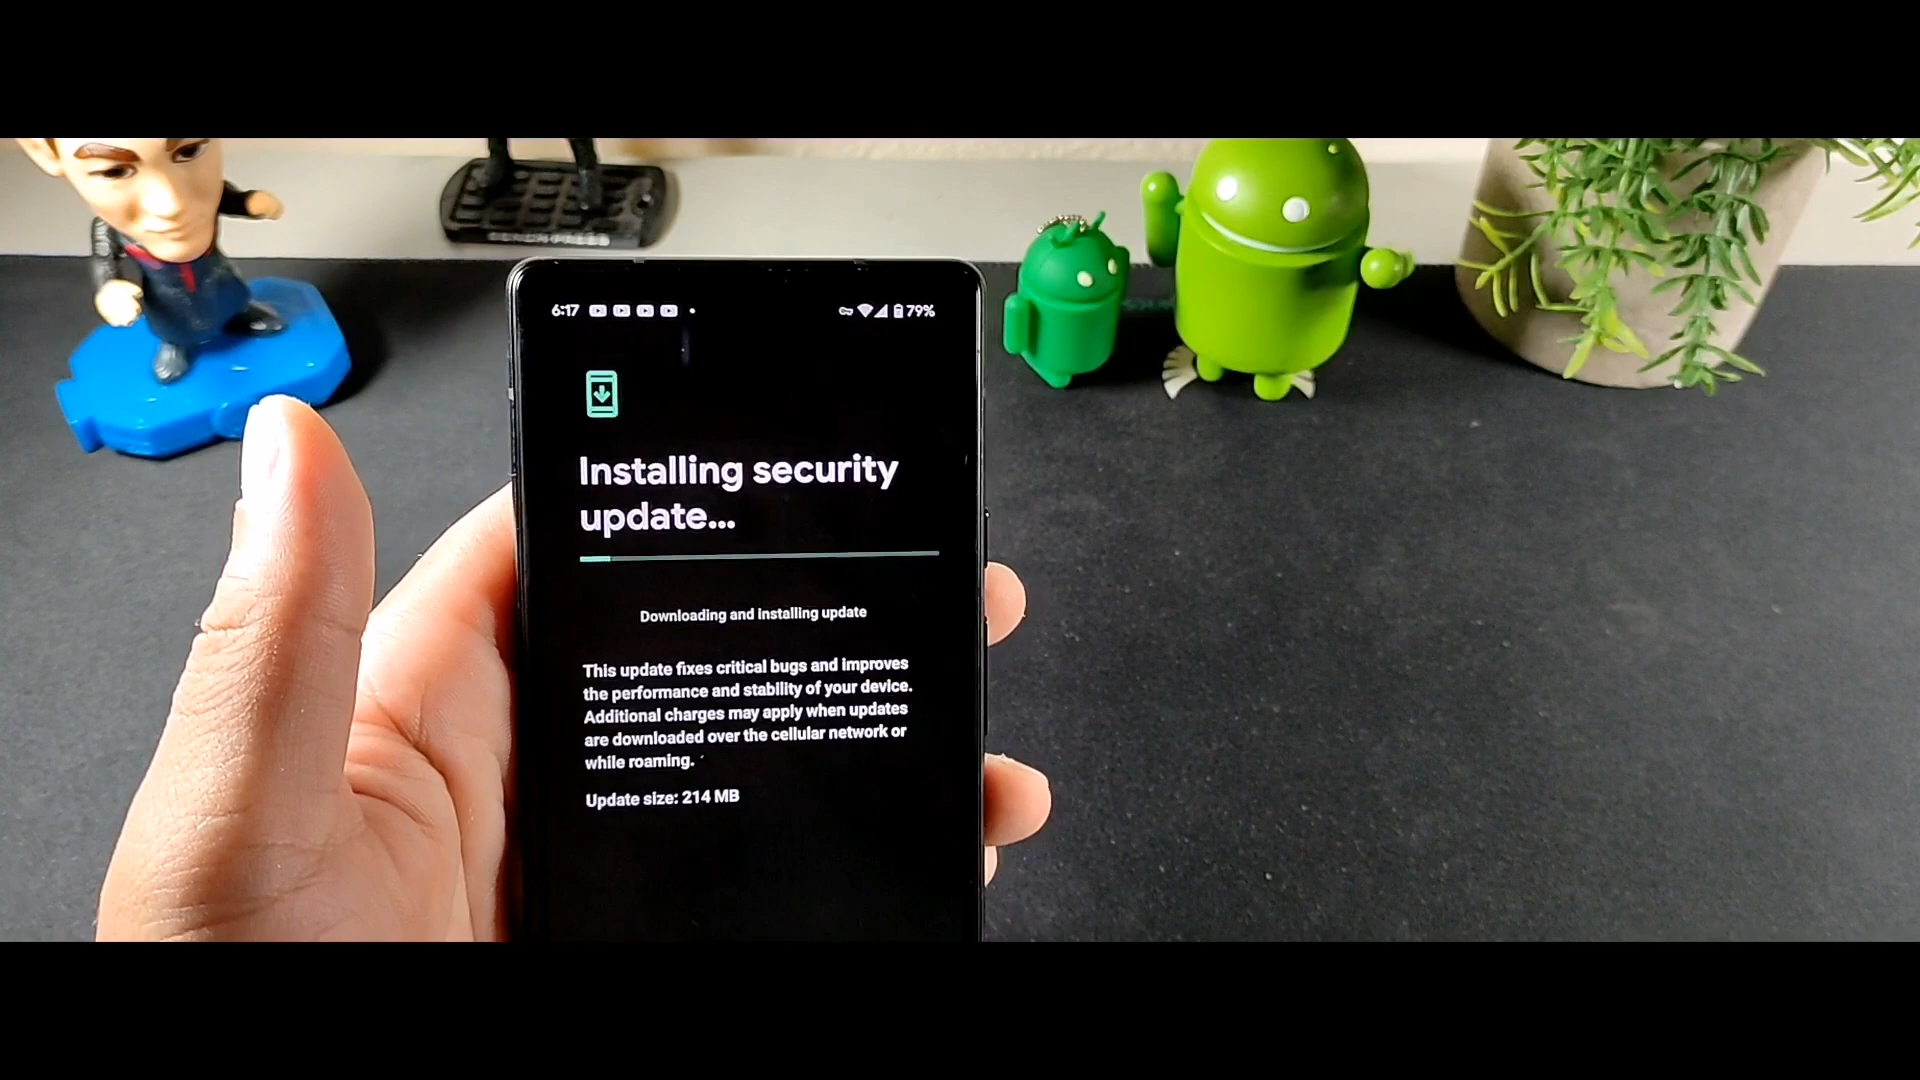 6:17
79%
Installing security
update...
Downloading and installing update
This update fixes critical bugs and improves
the performance and stability of your device.
Additional charges may apply when updates
are downloaded over the cellular network or
while roaming.
Update size: 214 MB